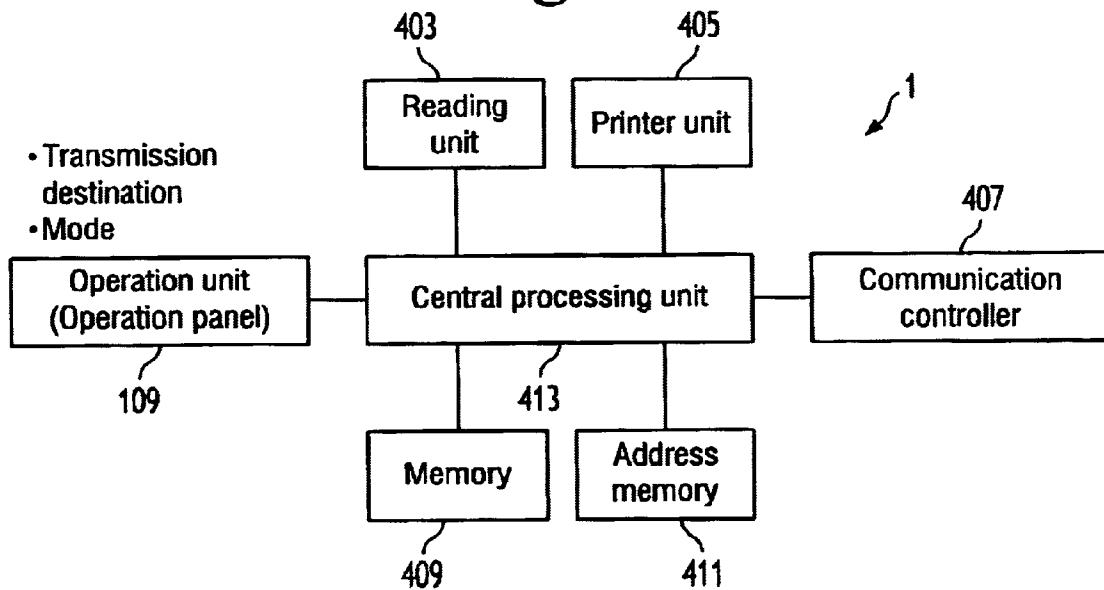 403
405
1
Reading
unit
Printer unit
• Transmission
destination
• Mode
407
Operation unit
(Operation panel)
Central processing unit
Communication
controller
109
413
Memory
Address
memory
409
411